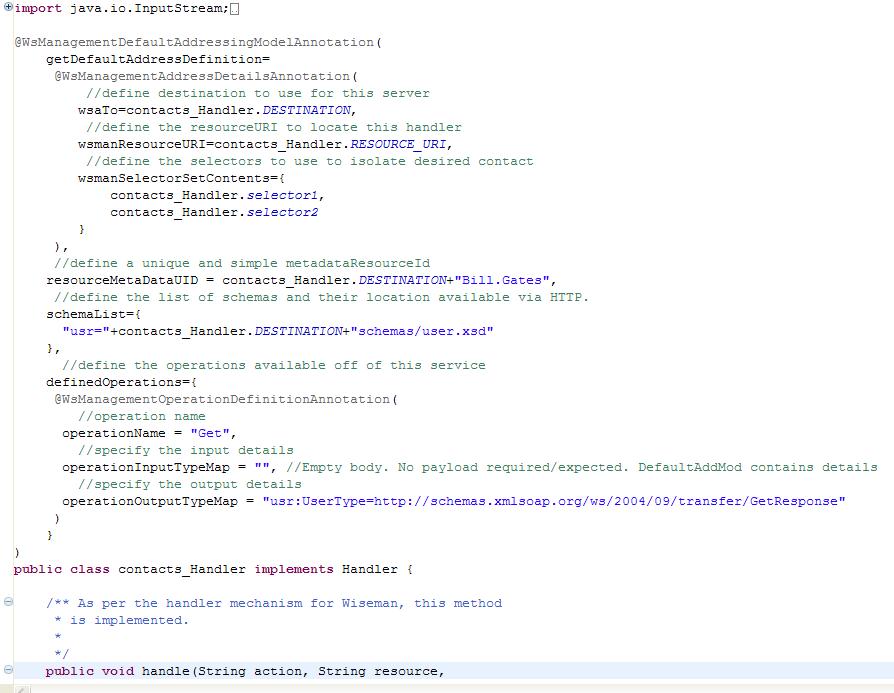 import java.io.InputStream;
@WsManagementDefaultAddressingModelAnnotation(
getDefaultAddressDefinition=
@WsManagementAddressDetailsAnnotation(
//define destination to use for this server
wsaTo=contacts_Handler.DESTINATION,
//define the resourceURI to locate this handler
wsmanResourceURI=contacts_Handler.RESOURCE_URI,
//define the selectors to use to isolate desired contact
wsmanSelectorSetContents={
contacts_Handler.selector1,
contacts_Handler.selector2
}
),
//define a unique and simple metadataResourceId
resourceMetaDataUID = contacts_Handler.DESTINATION+"Bill.Gates",
//define the list of schemas and their location available via HTTP.
schemaList={
"usr="+contacts_Handler.DESTINATION+"schemas/user.xsd"
},
//define the operations available off of this service
definedOperations={
@WsManagementOperationDefinitionAnnotation(
//operation name
operationName = "Get",
//specify the input details
operationInputTypeMap = "", //Empty body. No payload required/expected. DefaultAddMod contains details
//specify the output details
operationOutputTypeMap = "usr:UserType=http://schemas.xmlsoap.org/ws/2004/09/transfer/GetResponse"
)
}
)
public class contacts_Handler implements Handler {
/** As per the handler mechanism for Wiseman, this method
* is implemented.
*
*/
public void handle(String action, String resource,